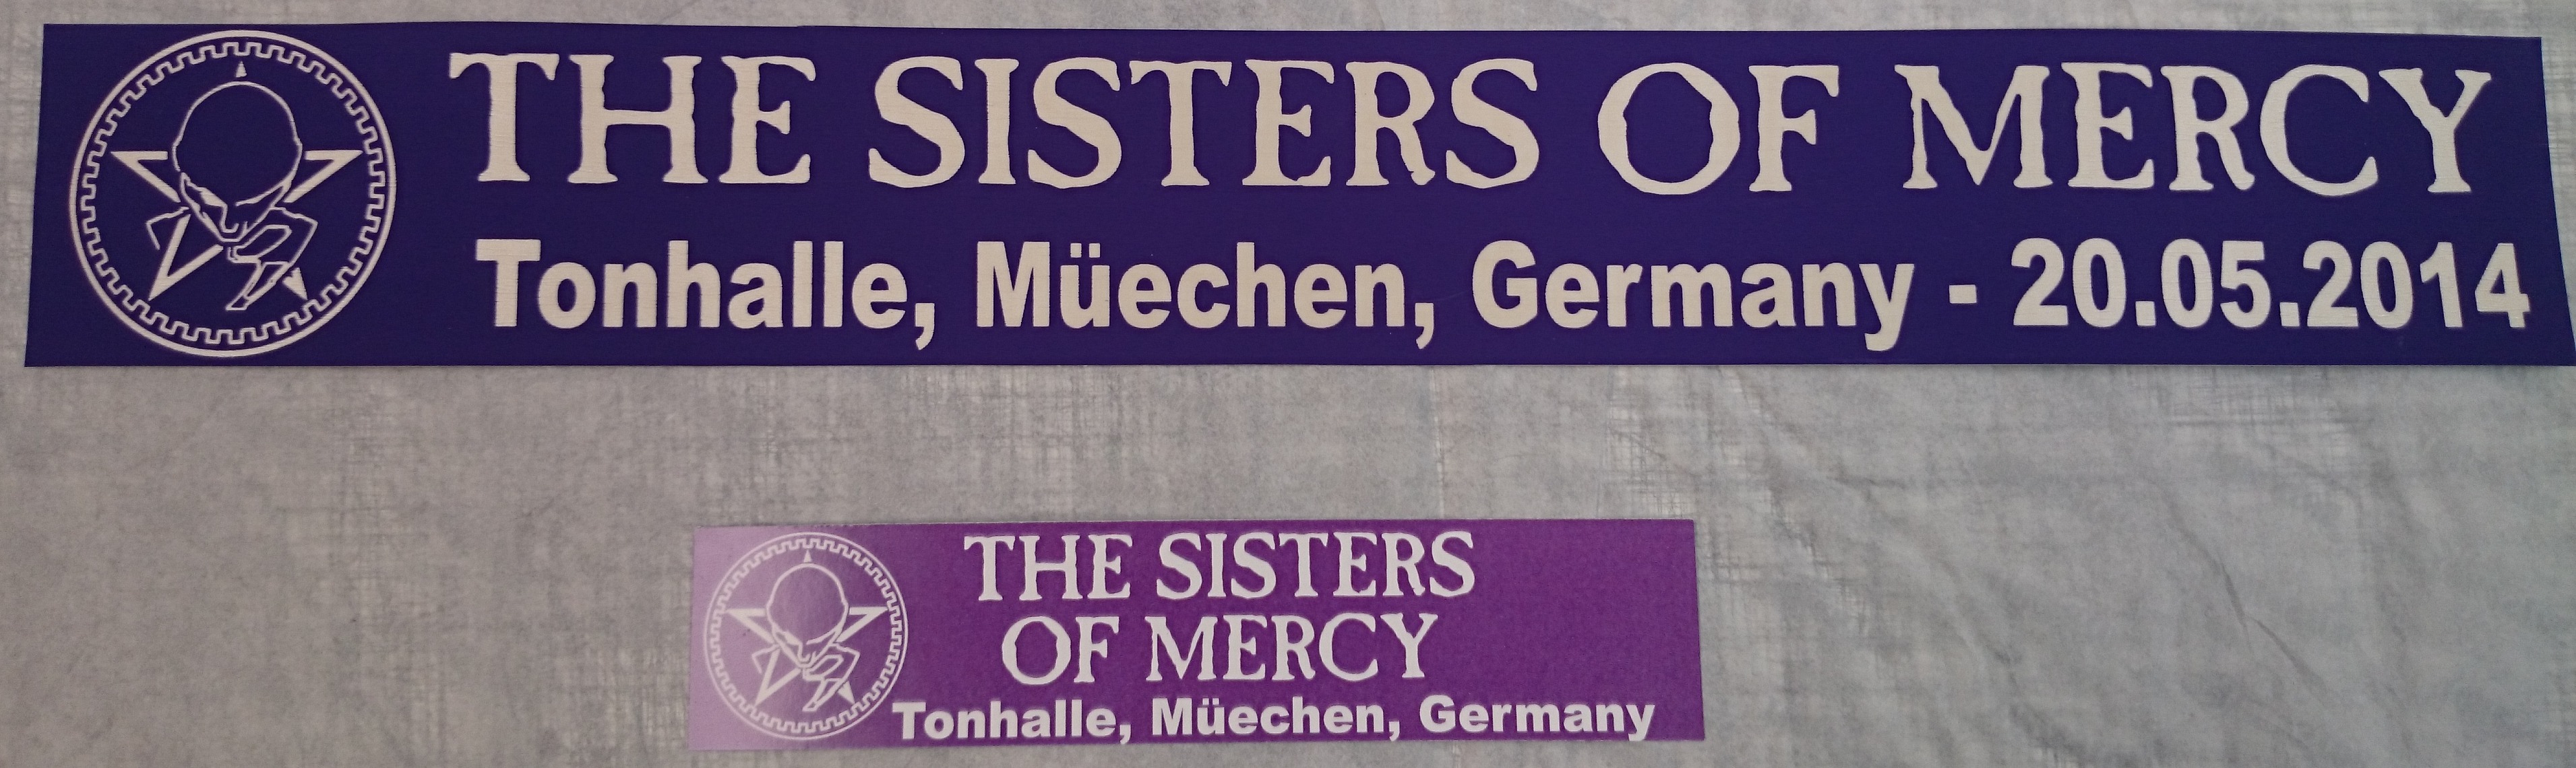 THE SISTERS OF MERCY
Tonhalle, Müechen, Germany - 20.05.2014
THE SISTERS
OF MERCY
Tonhalle, Müechen, Germany